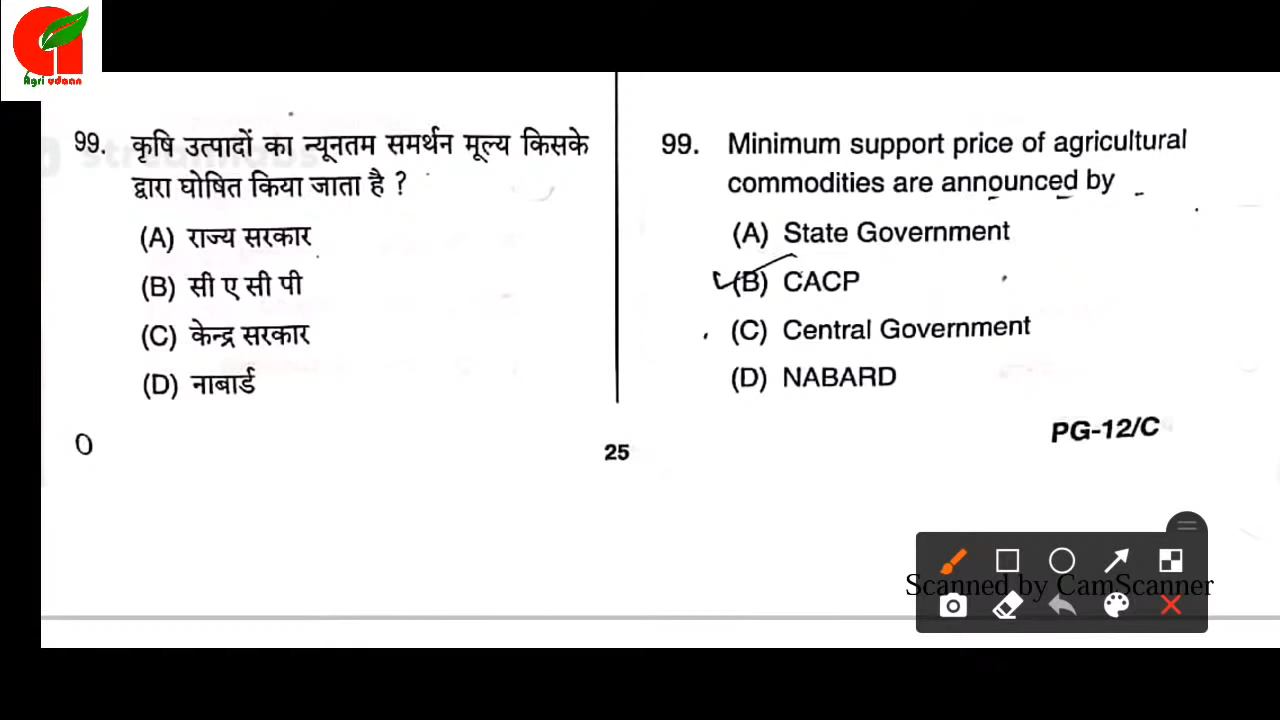 Agri udaan
99. कृषि उत्पादों का न्यूनतम समर्थन मूल्य किसके
द्वारा घोषित किया जाता है ?
(A) राज्य सरकार
(B) सी ए सी पी
(C) केन्द्र सरकार
(D) नाबार्ड
99. Minimum support price of agricultural
commodities are announced by
(A) State Government
(B) CACP
(C) Central Government
(D) NABARD
0
25
PG-12/C
Scanned by CamScanner